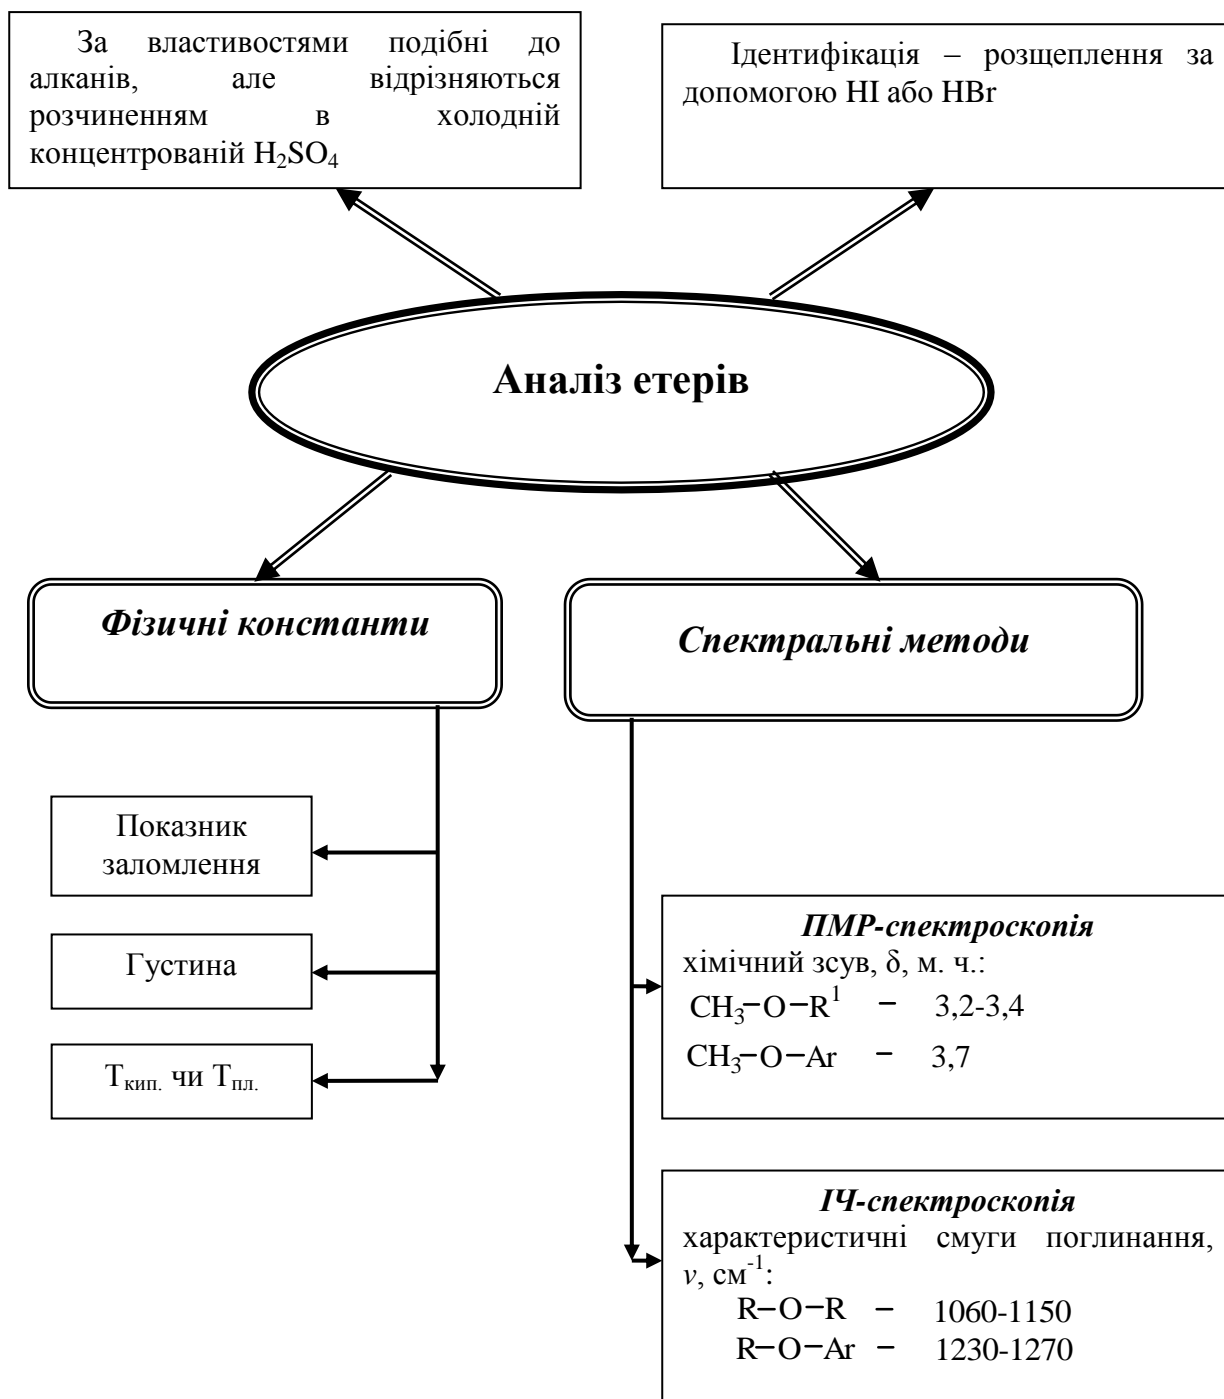 За властивостями подібні до
алканів, але відрізняються
розчиненням в холодній
концентрованій H₂SO₄
Ідентифікація – розщеплення за
допомогою HI або HBr
Аналіз етерів
Фізичні константи
Спектральні методи
Показник
заломлення
Густина
Ткип. чи Тпл.
ПМР-спектроскопія
хімічний зсув, δ, м. ч.:
CH₃–O–R¹ – 3,2-3,4
CH₃–O–Ar – 3,7
ІЧ-спектроскопія
характеристичні смуги поглинання,
ν, см⁻¹:
R–O–R – 1060-1150
R–O–Ar – 1230-1270